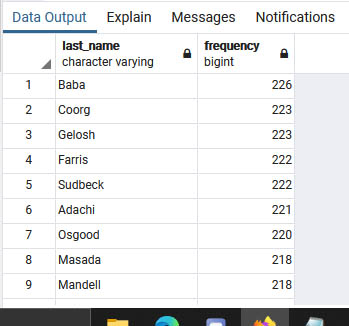 Data Output Explain Messages Notifications
last_name frequency
character varying bigint
1 Baba 226
2 Coorg 223
3 Gelosh 223
4 Farris 222
5 Sudbeck 222
6 Adachi 221
7 Osgood 220
8 Masada 218
9 Mandell 218